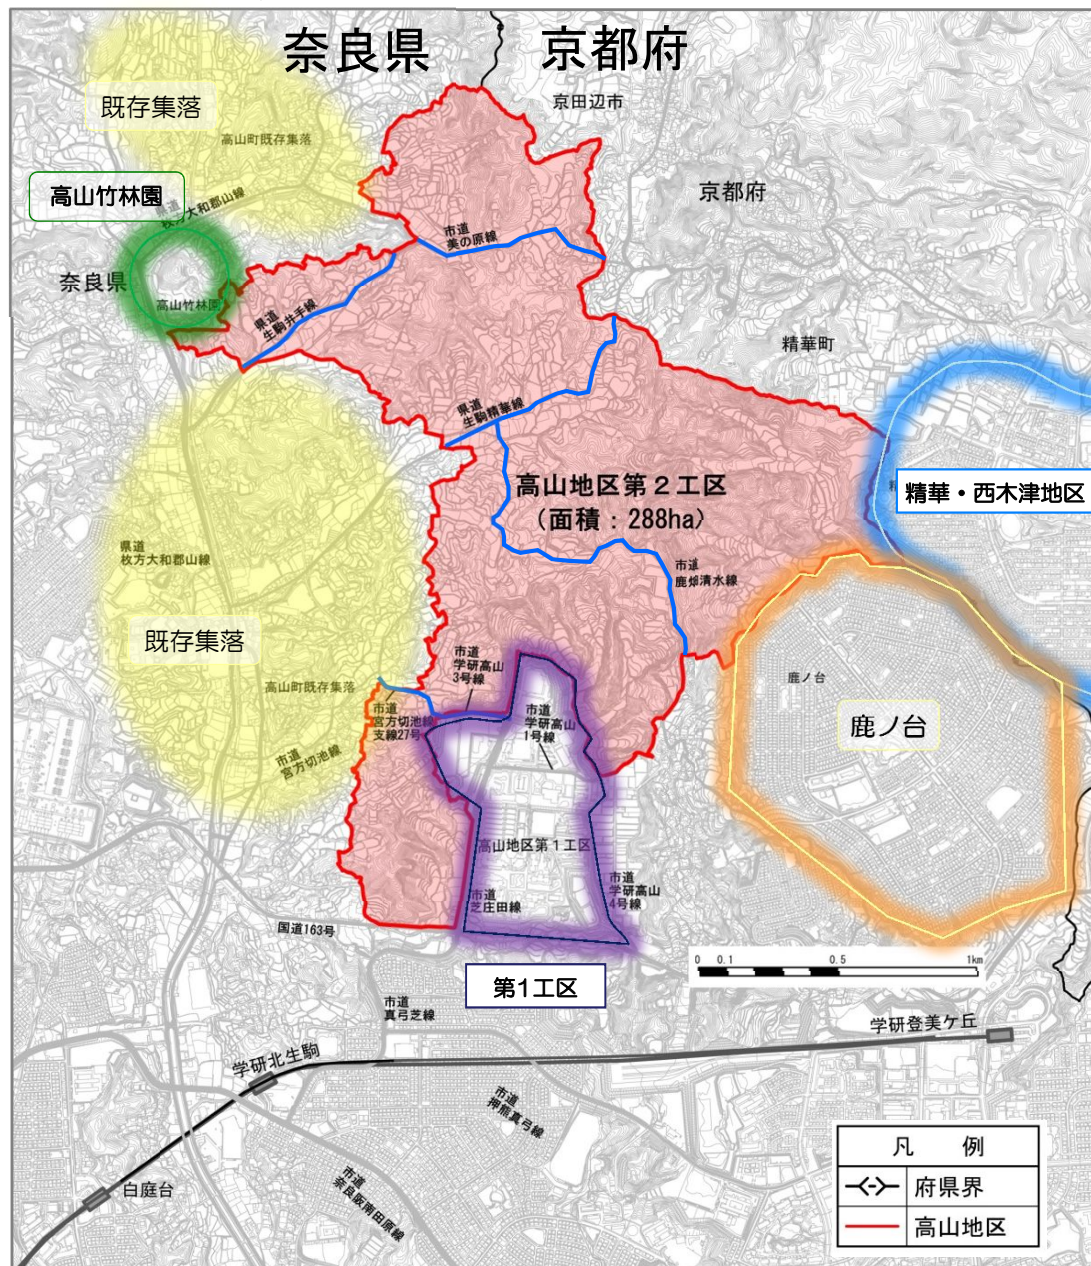 奈良県
京都府
既存集落
京田辺市
高山町既存集落
高山竹林園
京都府
県道
枚方大和郡山線
市道
美の原線
奈良県
高山竹林園
県道
生駒井手線
精華町
県道
生駒精華線
高山地区第2工区
(面積:288ha)
精華・西木津地区
県道
枚方大和郡山線
市道
鹿畑清水線
既存集落
市道
学研高山
3号線
鹿ノ台
高山町既存集落
市道
宮方切池線
支線27号
市道
学研高山
1号線
鹿ノ台
市道
宮方切池線
高山地区第1工区
市道
芝庄田線
市道
学研高山
4号線
国道163号
0 0.1 0.5 1km
第1工区
市道
真弓芝線
学研登美ケ丘
学研北生駒
市道
押熊真弓線
白庭台
市道
奈良阪南田原線
凡 例
府県界
高山地区